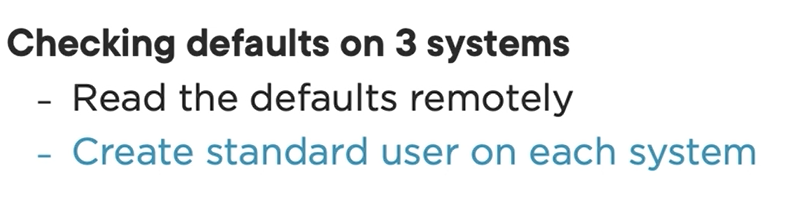 Checking defaults on 3 systems
– Read the defaults remotely
– Create standard user on each system